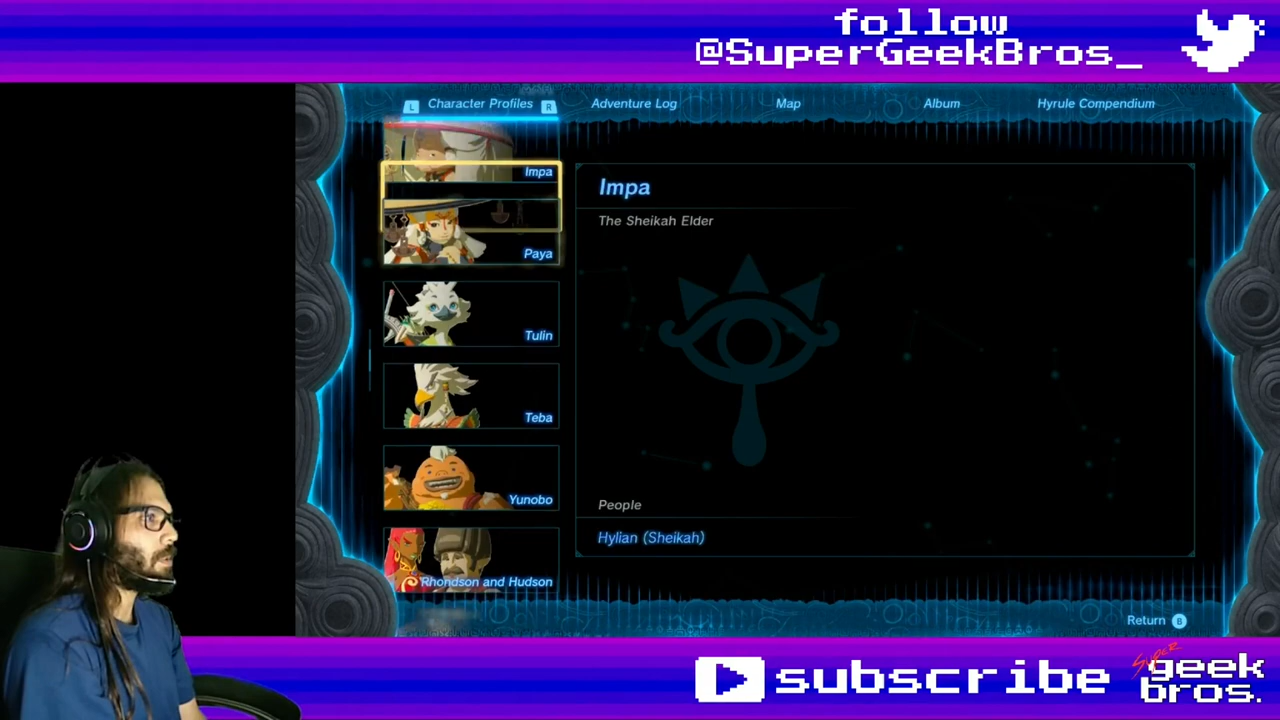 follow
@SuperGeekBros_
L Character Profiles R
Adventure Log
Map
Album
Hyrule Compendium
Impa
Paya
Tulin
Teba
Yunobo
Rhondson and Hudson
Impa
The Sheikah Elder
People
Hylian (Sheikah)
Return B
subscribe
Super
geek
bros.